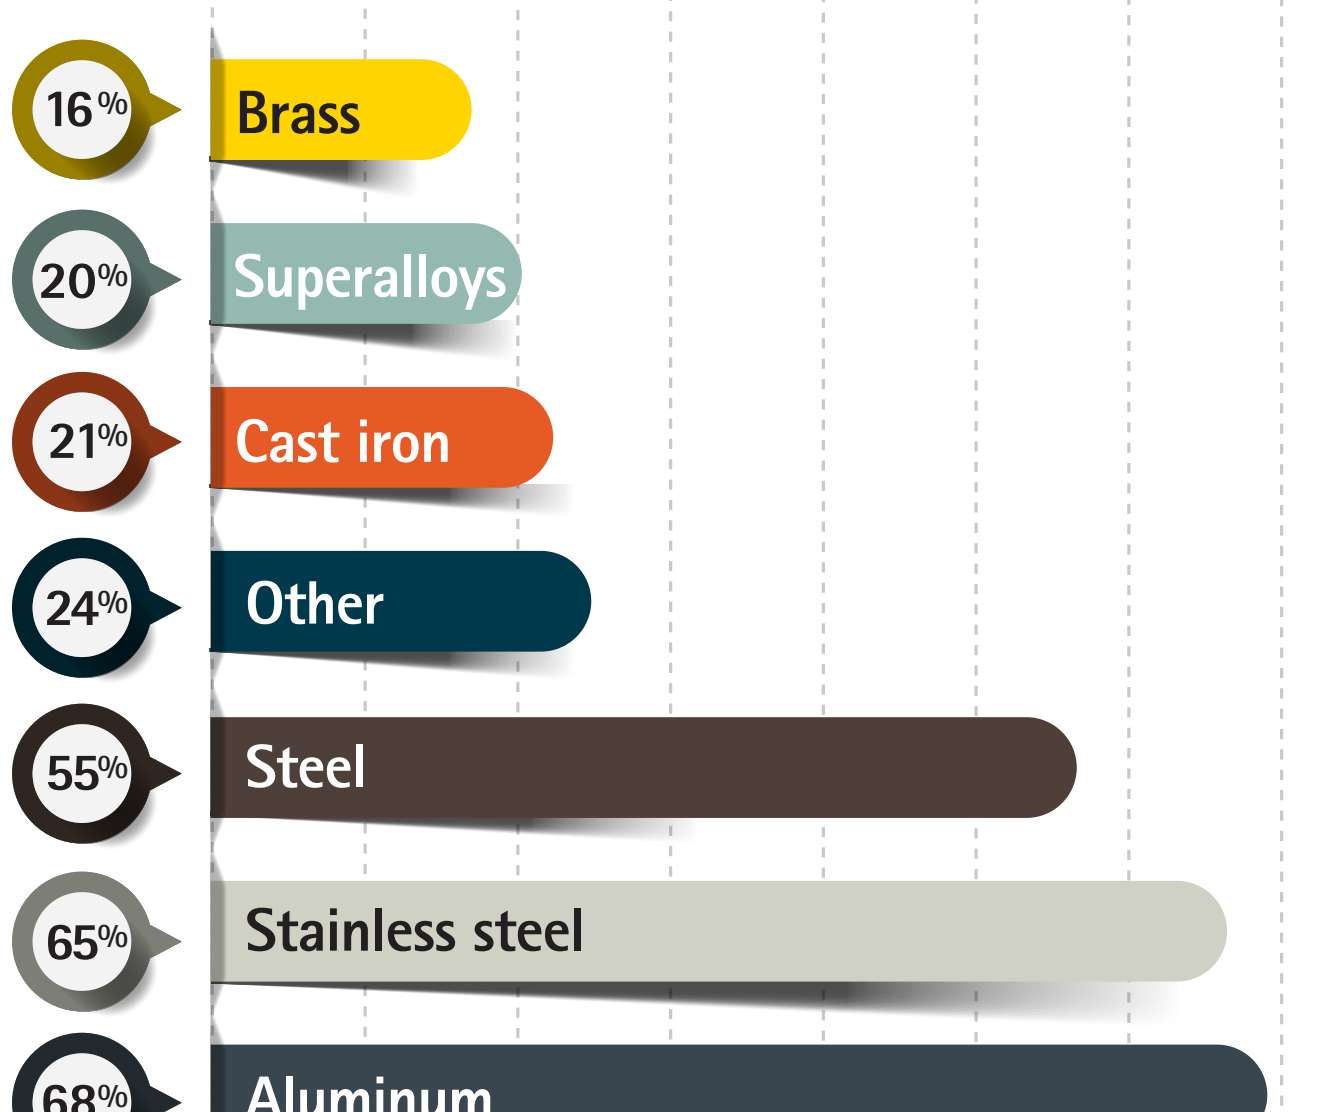 16% Brass
20% Superalloys
21% Cast iron
24% Other
55% Steel
65% Stainless steel
68% Aluminum